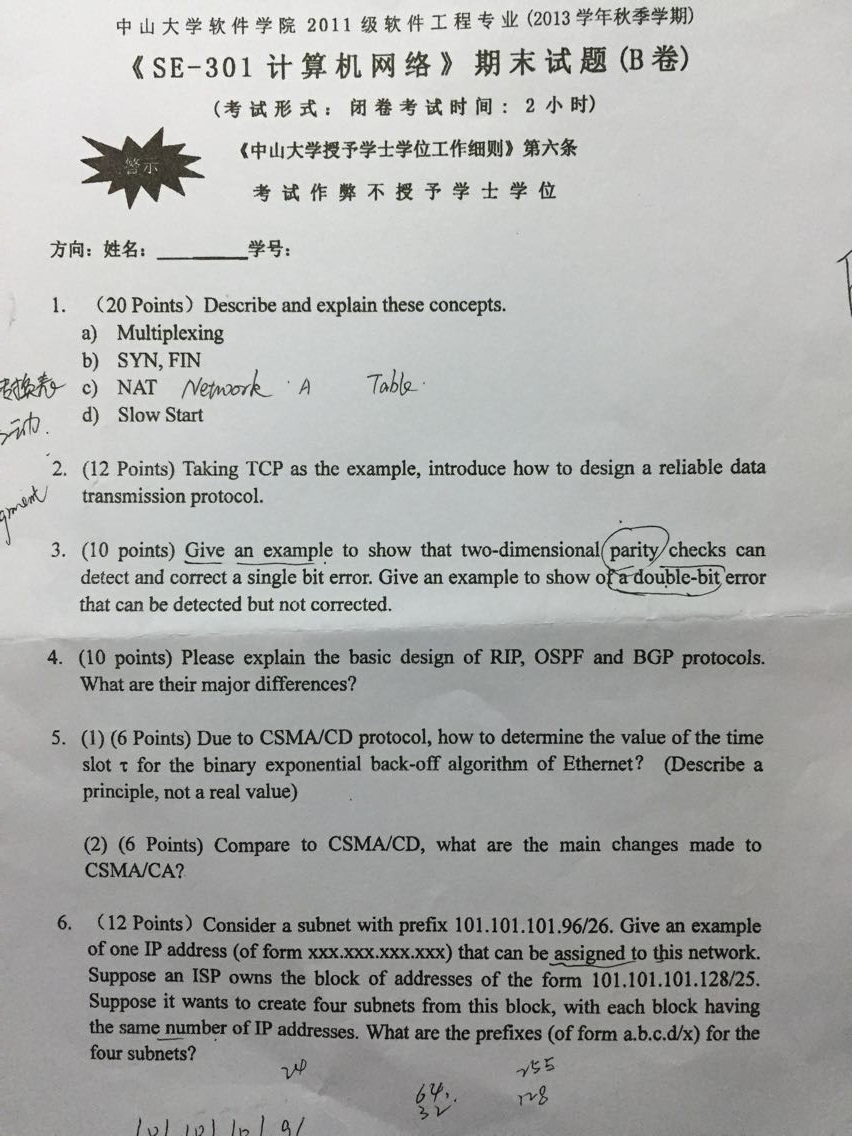 中山大学软件学院 2011 级软件工程专业 (2013 学年秋季学期)
《SE-301 计算机网络》 期末试题 (B 卷)
(考试形式： 闭卷考试时间： 2 小时)
警示
《中山大学授予学士学位工作细则》第六条
考试作弊不授予学士学位
方向：姓名：________学号：
1. （20 Points） Describe and explain these concepts.
a) Multiplexing
b) SYN, FIN
c) NAT Network A Table.
d) Slow Start
2. (12 Points) Taking TCP as the example, introduce how to design a reliable data
transmission protocol.
3. (10 points) Give an example to show that two-dimensional parity checks can
detect and correct a single bit error. Give an example to show of a double-bit error
that can be detected but not corrected.
4. (10 points) Please explain the basic design of RIP, OSPF and BGP protocols.
What are their major differences?
5. (1) (6 Points) Due to CSMA/CD protocol, how to determine the value of the time
slot τ for the binary exponential back-off algorithm of Ethernet? (Describe a
principle, not a real value)
(2) (6 Points) Compare to CSMA/CD, what are the main changes made to
CSMA/CA?
6. （12 Points） Consider a subnet with prefix 101.101.101.96/26. Give an example
of one IP address (of form xxx.xxx.xxx.xxx) that can be assigned to this network.
Suppose an ISP owns the block of addresses of the form 101.101.101.128/25.
Suppose it wants to create four subnets from this block, with each block having
the same number of IP addresses. What are the prefixes (of form a.b.c.d/x) for the
four subnets?
24
255
64
128
32